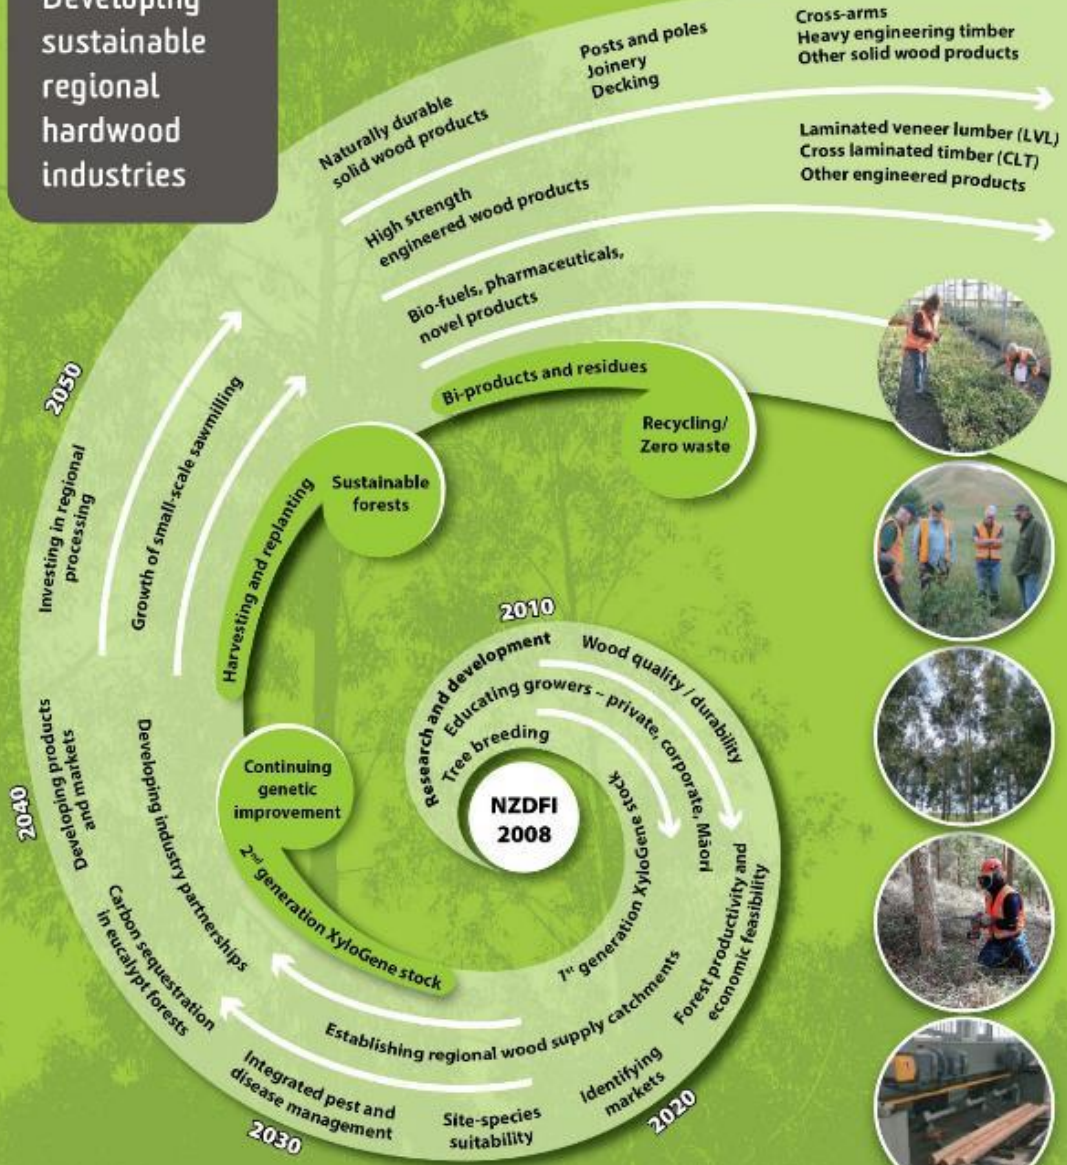 Developing
sustainable
regional
hardwood
industries
Cross-arms
Heavy engineering timber
Other solid wood products
Posts and poles
Joinery
Decking
Naturally durable
solid wood products
Laminated veneer lumber (LVL)
Cross laminated timber (CLT)
Other engineered products
High strength
engineered wood products
Bio-fuels, pharmaceuticals,
novel products
Bi-products and residues
Recycling/
Zero waste
Sustainable
forests
Harvesting and replanting
2050
Growth of small-scale sawmilling
Investing in regional
processing
2010
Research and development
Wood quality / durability
Educating growers – private, corporate, Māori
Tree breeding
NZDFI
2008
1st generation XyloGene stock
Forest productivity and
economic feasibility
Continuing
genetic
improvement
2nd generation XyloGene stock
Developing industry partnerships
Developing products
and markets
2040
Carbon sequestration
in eucalypt forests
Establishing regional wood supply catchments
Identifying
markets
2020
Site-species
suitability
Integrated pest and
disease management
2030